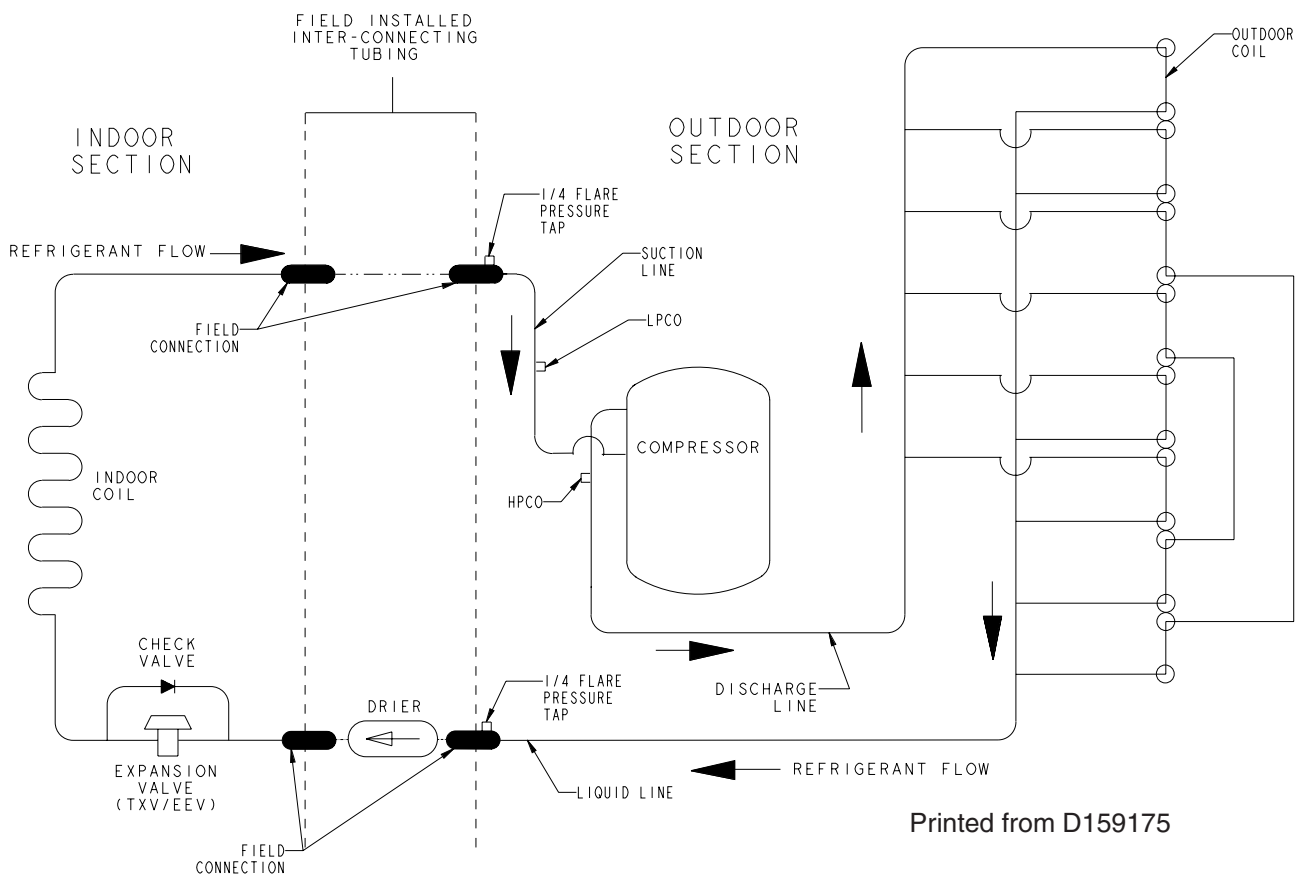 FIELD INSTALLED
INTER-CONNECTING
TUBING
OUTDOOR
COIL
INDOOR
SECTION
OUTDOOR
SECTION
1/4 FLARE
PRESSURE
TAP
REFRIGERANT FLOW
SUCTION
LINE
LPCO
FIELD
CONNECTION
COMPRESSOR
INDOOR
COIL
HPCO
CHECK
VALVE
DRIER
1/4 FLARE
PRESSURE
TAP
DISCHARGE
LINE
EXPANSION
VALVE
(TXV/EEV)
LIQUID LINE
REFRIGERANT FLOW
FIELD
CONNECTION
Printed from D159175